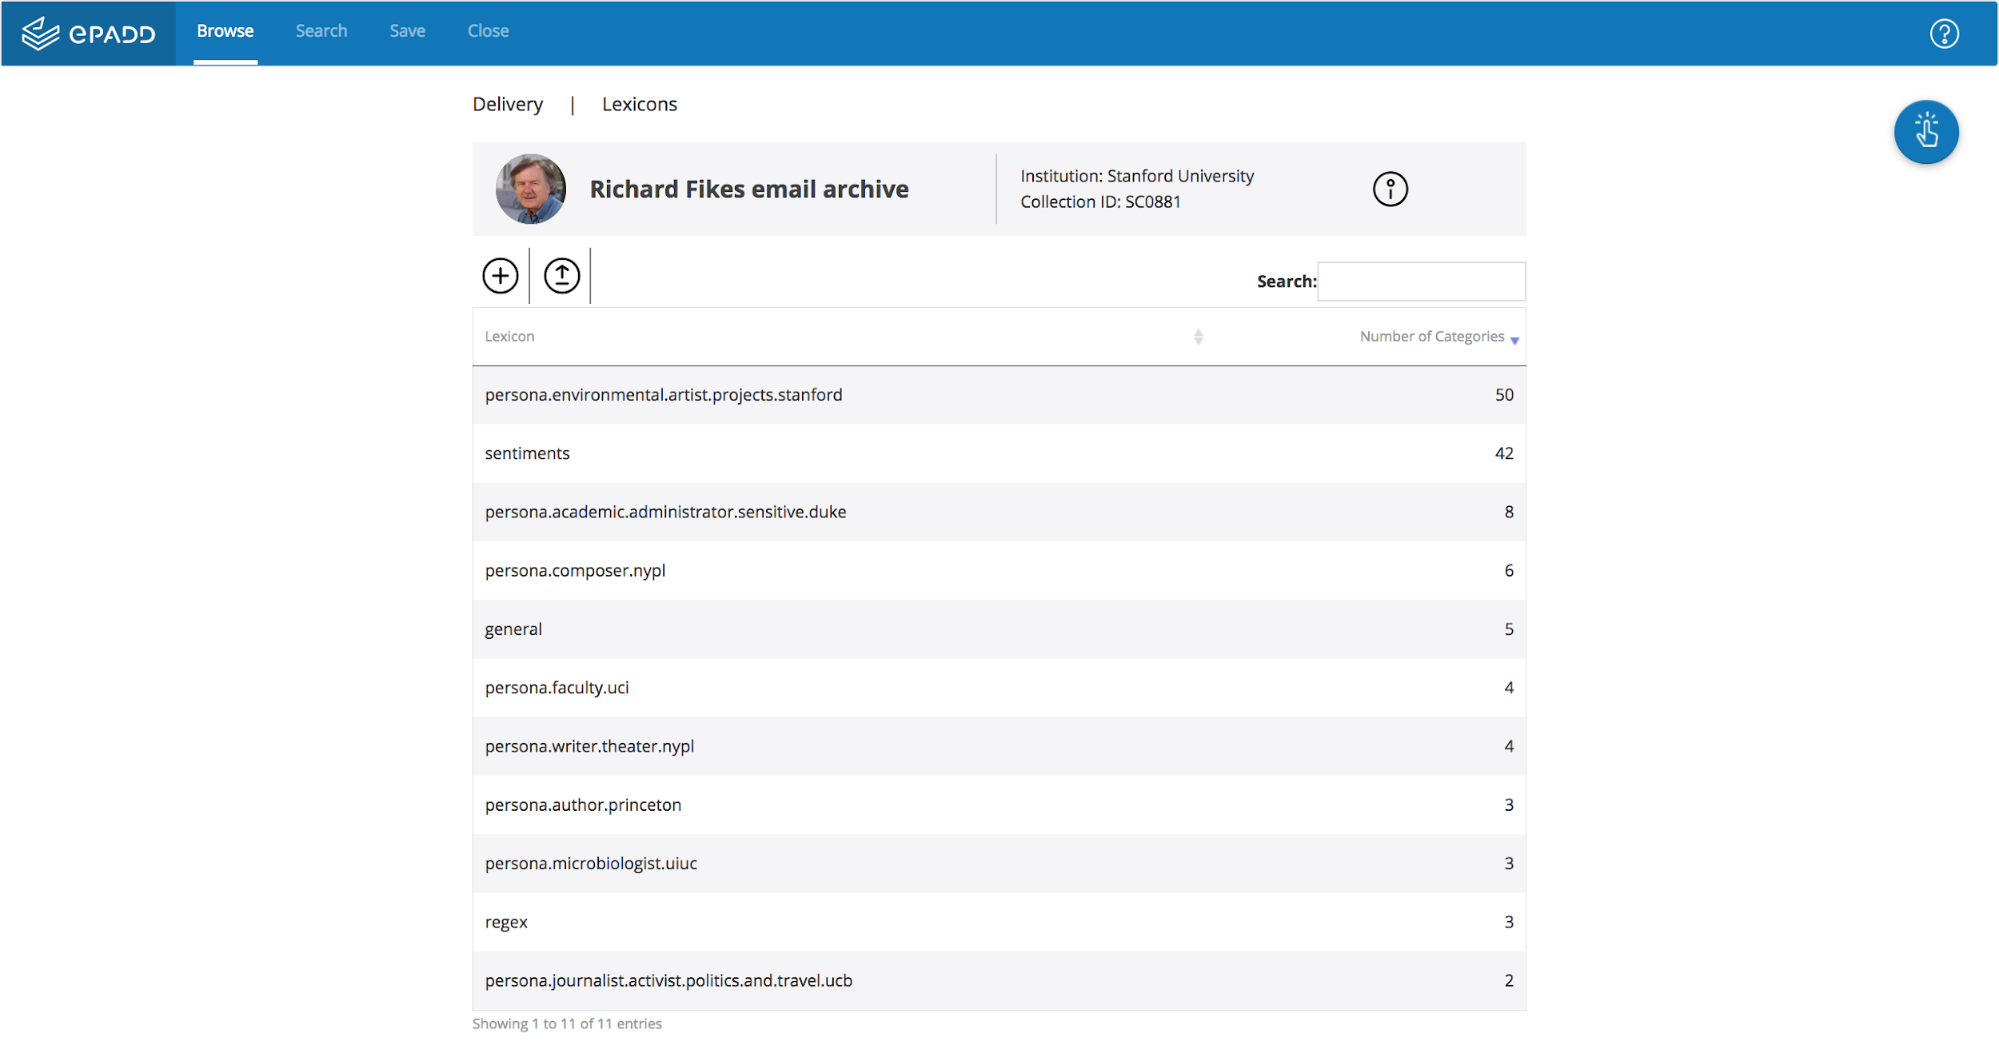 ePADD Browse Search Save Close
Delivery | Lexicons
Richard Fikes email archive
Institution: Stanford University
Collection ID: SC0881
Search:
Lexicon Number of Categories
persona.environmental.artist.projects.stanford 50
sentiments 42
persona.academic.administrator.sensitive.duke 8
persona.composer.nypl 6
general 5
persona.faculty.uci 4
persona.writer.theater.nypl 4
persona.author.princeton 3
persona.microbiologist.uiuc 3
regex 3
persona.journalist.activist.politics.and.travel.ucb 2
Showing 1 to 11 of 11 entries